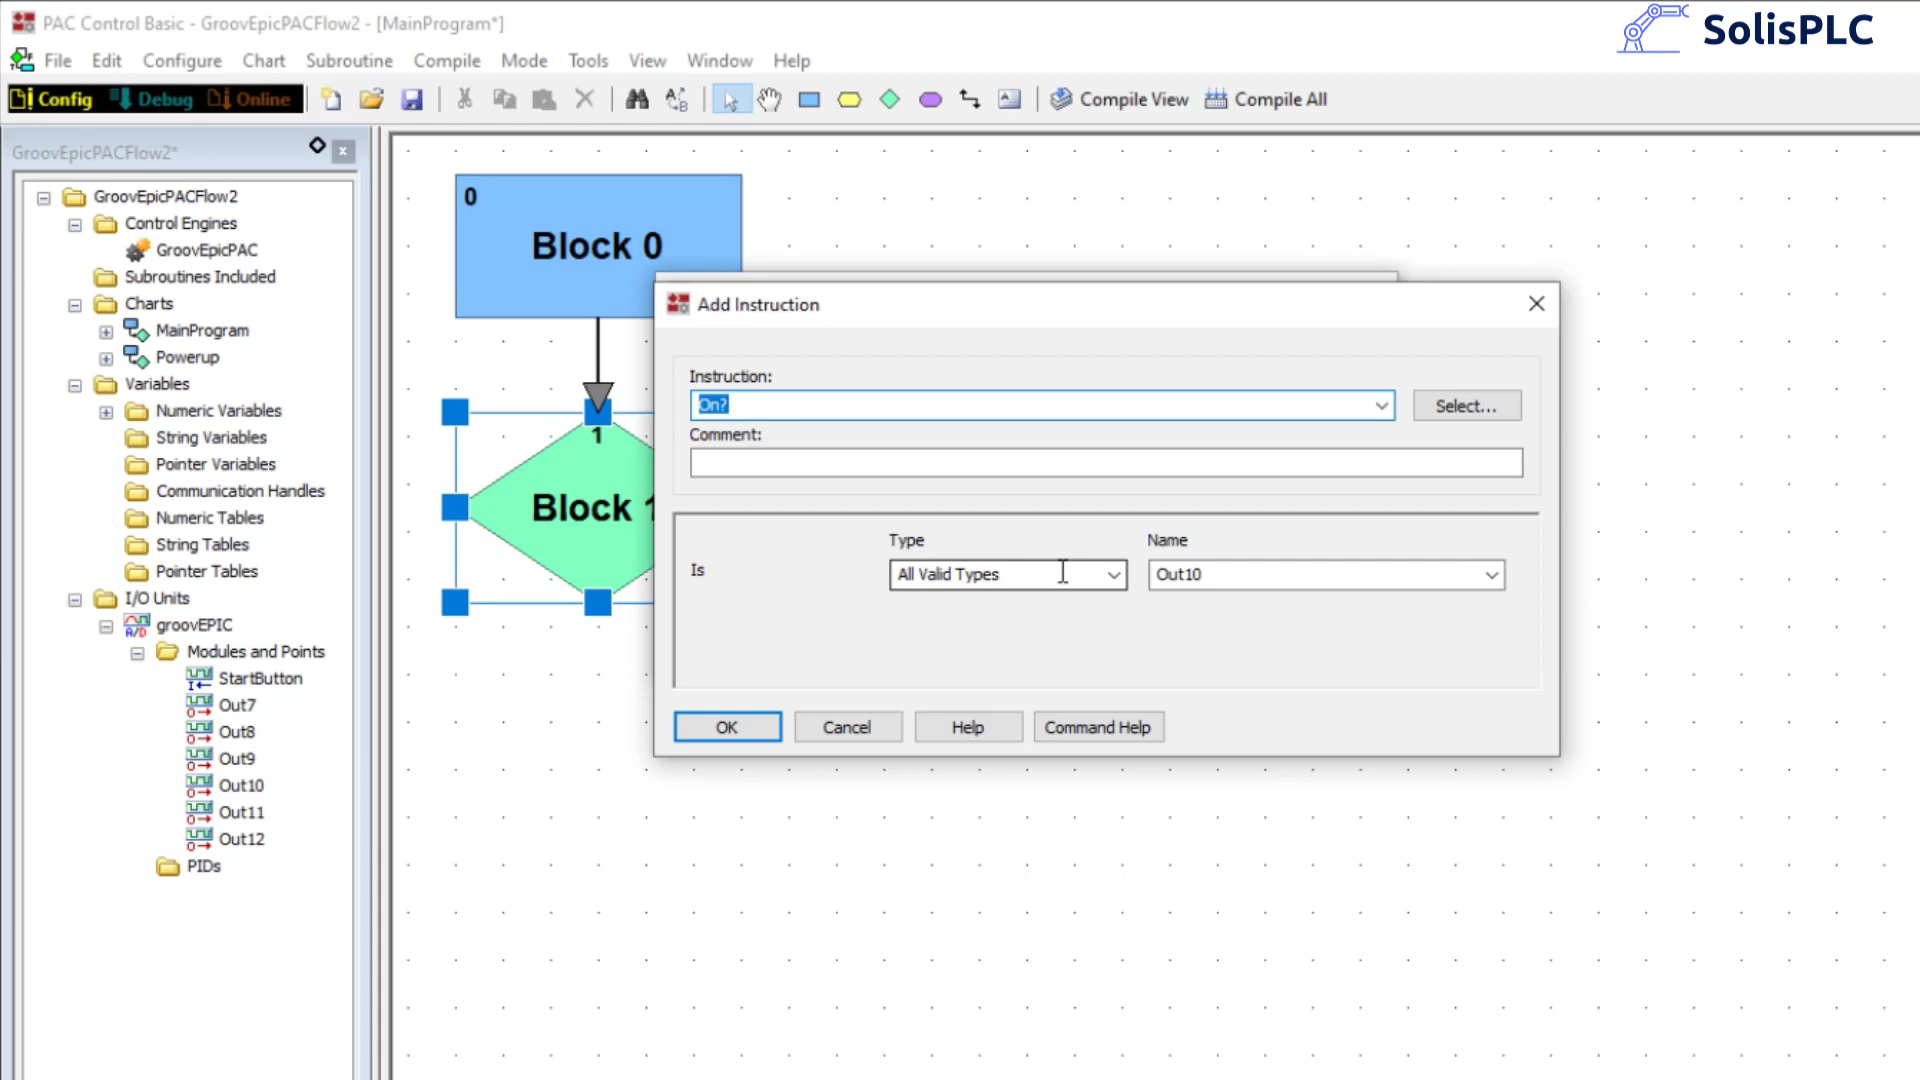 PAC Control Basic - GroovEpicPACFlow2 - [MainProgram*]
SolisPLC
File Edit Configure Chart Subroutine Compile Mode Tools View Window Help
Config Debug Online Compile View Compile All
GroovEpicPACFlow2*
GroovEpicPACFlow2
Control Engines
GroovEpicPAC
Subroutines Included
Charts
MainProgram
Powerup
Variables
Numeric Variables
String Variables
Pointer Variables
Communication Handles
Numeric Tables
String Tables
Pointer Tables
I/O Units
groovEPIC
Modules and Points
StartButton
Out7
Out8
Out9
Out10
Out11
Out12
PIDs
0
Block 0
1
Block 1
Add Instruction
Instruction:
On?
Select...
Comment:
Type Name
Is All Valid Types Out10
OK Cancel Help Command Help